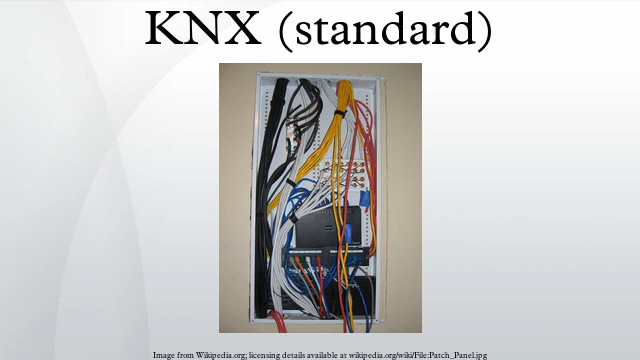 KNX (standard)
Image from Wikipedia.org; licensing details available at wikipedia.org/wiki/File:Patch_Panel.jpg